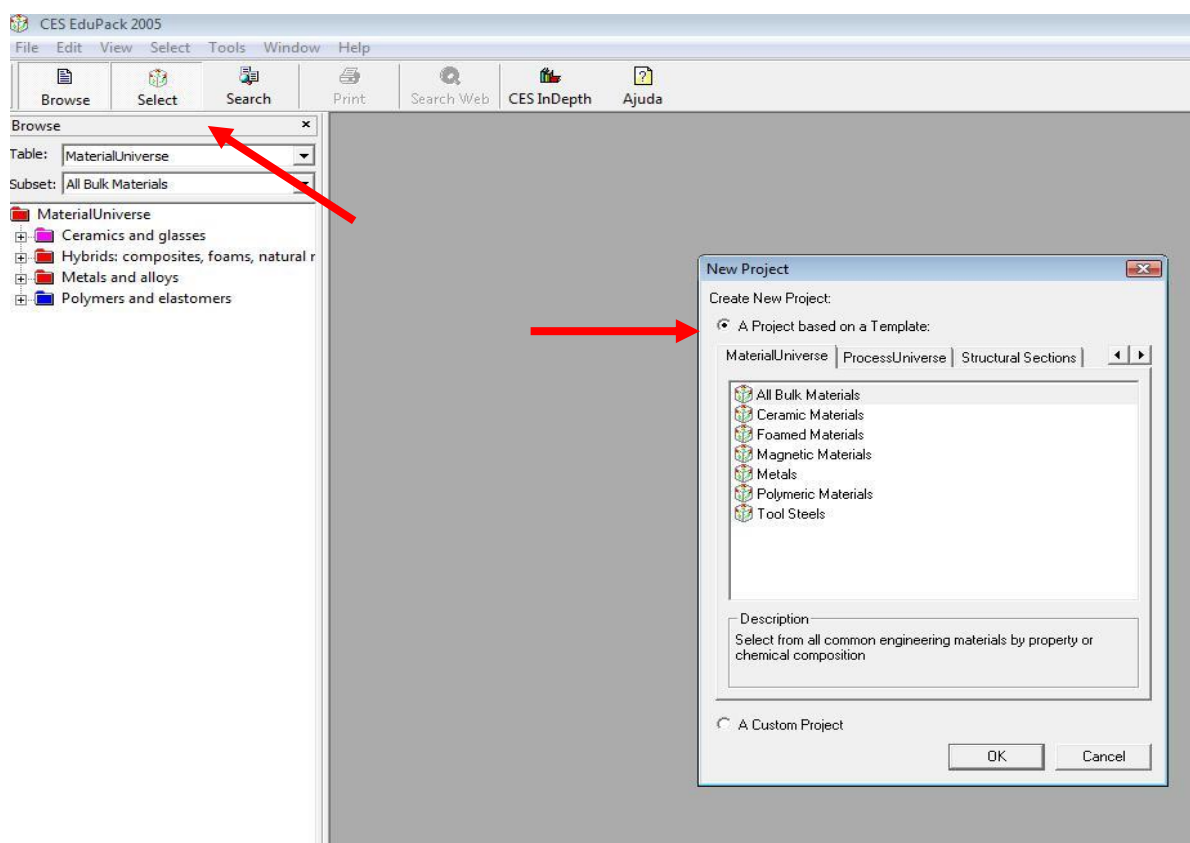 CES EduPack 2005
File Edit View Select Tools Window Help
Browse Select Search Print Search Web CES InDepth Ajuda
Browse
Table: MaterialUniverse
Subset: All Bulk Materials
MaterialUniverse
Ceramics and glasses
Hybrids: composites, foams, natural r
Metals and alloys
Polymers and elastomers
New Project
Create New Project:
A Project based on a Template:
MaterialUniverse ProcessUniverse Structural Sections
All Bulk Materials
Ceramic Materials
Foamed Materials
Magnetic Materials
Metals
Polymeric Materials
Tool Steels
Description
Select from all common engineering materials by property or
chemical composition
A Custom Project
OK Cancel